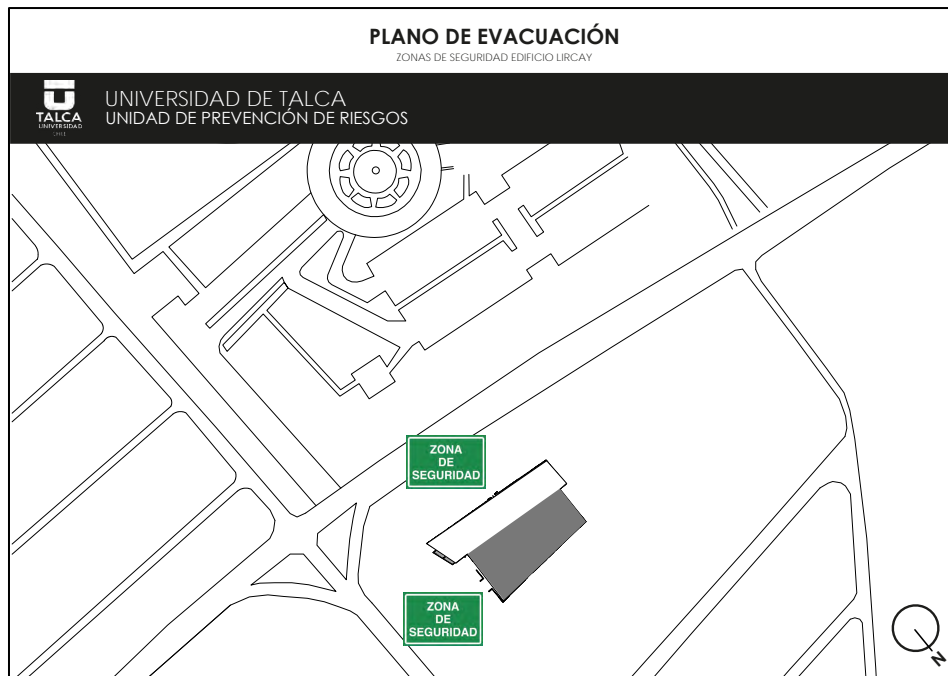 PLANO DE EVACUACIÓN
ZONAS DE SEGURIDAD EDIFICIO LIRCAY
TALCA
UNIVERSIDAD
UNIVERSIDAD DE TALCA
UNIDAD DE PREVENCIÓN DE RIESGOS
ZONA
DE
SEGURIDAD
ZONA
DE
SEGURIDAD
N